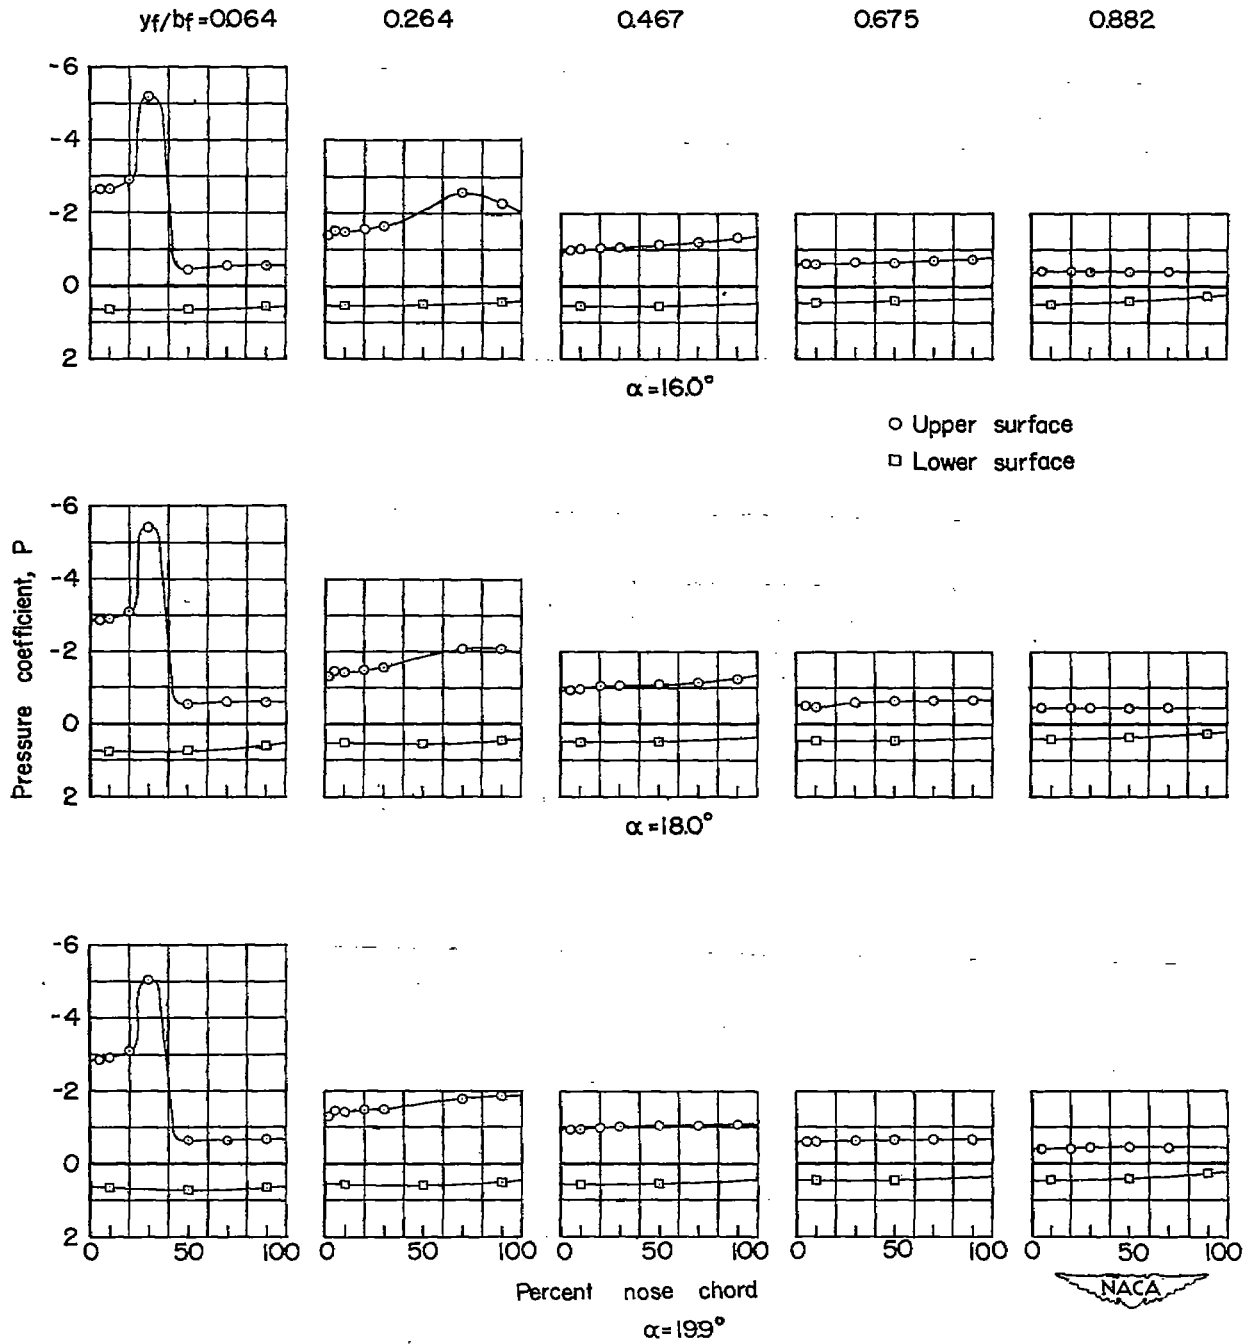 yf/bf=0.064 0.264 0.467 0.675 0.882
-6
-4
-2
0
2
α=16.0°
Upper surface
Lower surface
-6
-4
-2
0
2
Pressure coefficient, P
α=18.0°
-6
-4
-2
0
2
0 50 100 0 50 100 0 50 100 0 50 100 0 50 100
Percent nose chord
NACA
α=19.9°